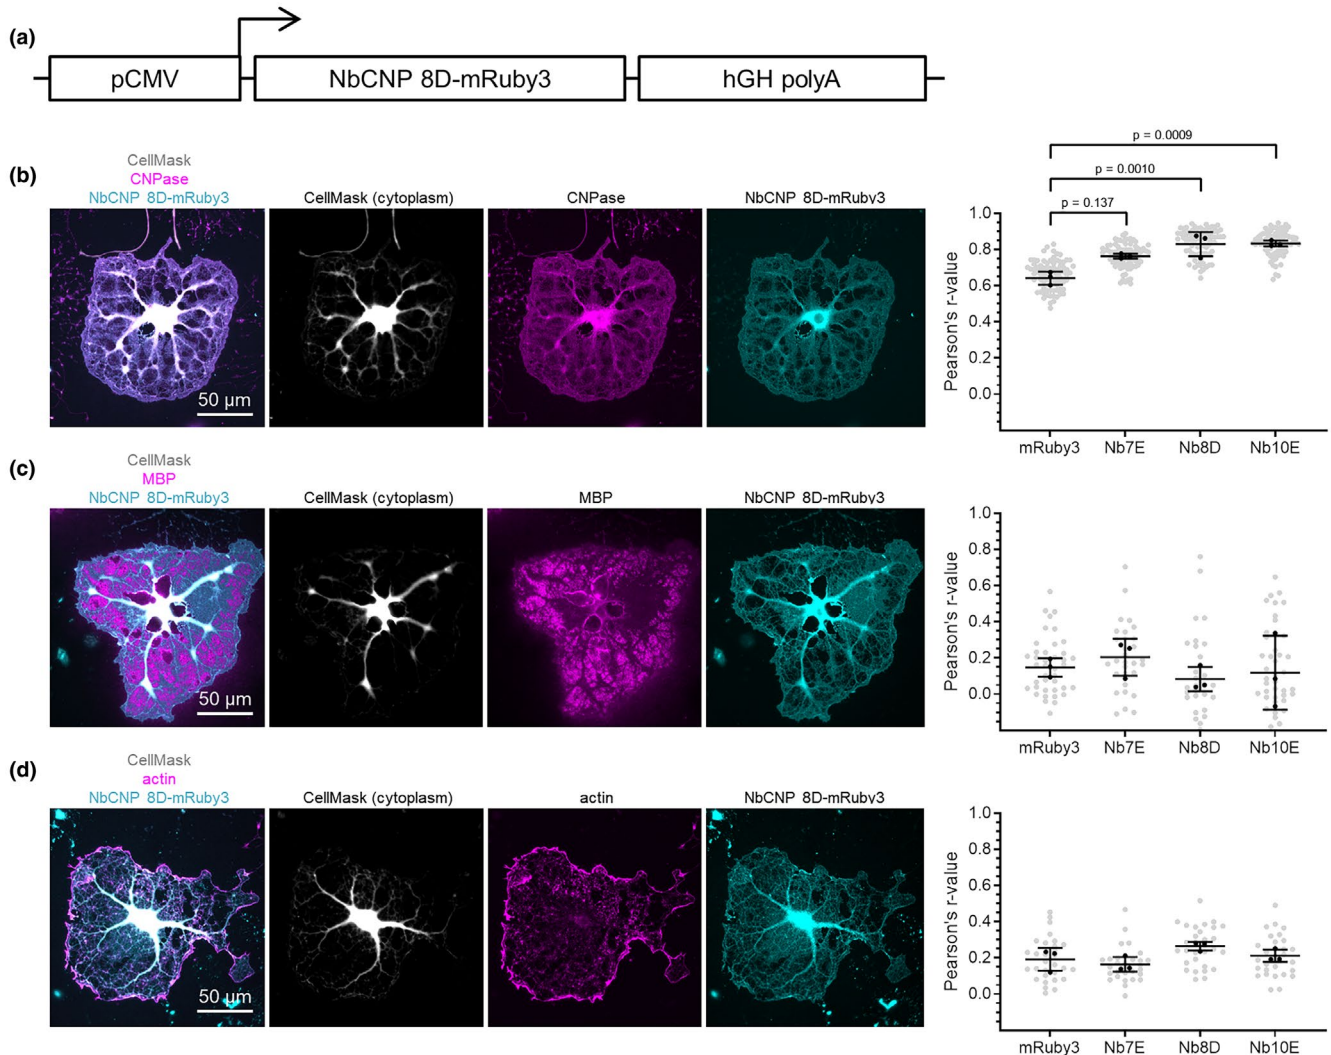 (a)
pCMV
NbCNP 8D-mRuby3
hGH polyA
(b)
CellMask
CNPase
NbCNP 8D-mRuby3
CellMask (cytoplasm)
CNPase
NbCNP 8D-mRuby3
50 µm
p = 0.0009
p = 0.0010
p = 0.137
Pearson's r-value
1.0
0.8
0.6
0.4
0.2
0.0
mRuby3 Nb7E Nb8D Nb10E
(c)
CellMask
MBP
NbCNP 8D-mRuby3
CellMask (cytoplasm)
MBP
NbCNP 8D-mRuby3
50 µm
Pearson's r-value
1.0
0.8
0.6
0.4
0.2
0.0
mRuby3 Nb7E Nb8D Nb10E
(d)
CellMask
actin
NbCNP 8D-mRuby3
CellMask (cytoplasm)
actin
NbCNP 8D-mRuby3
50 µm
Pearson's r-value
1.0
0.8
0.6
0.4
0.2
0.0
mRuby3 Nb7E Nb8D Nb10E